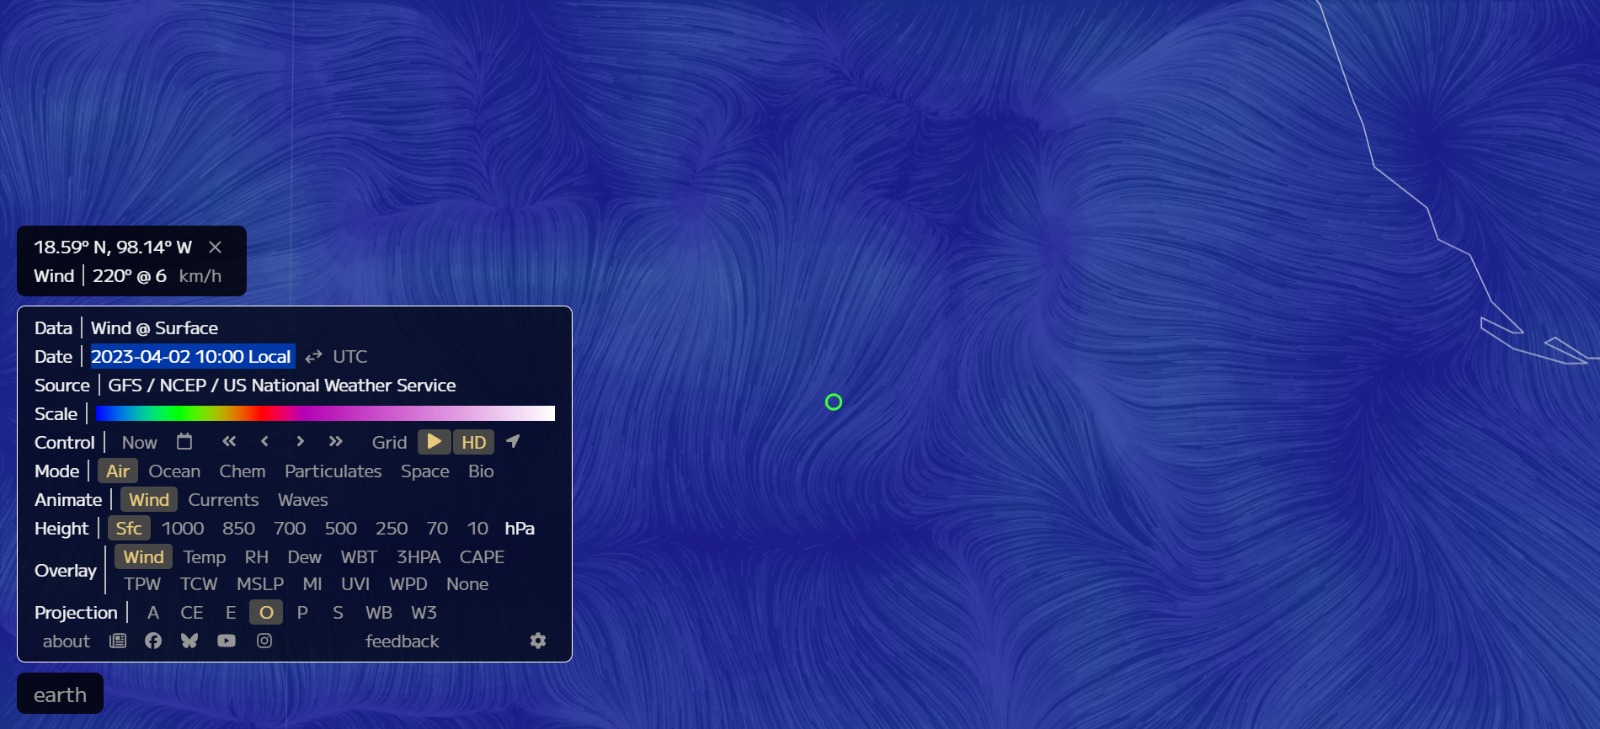 18.59° N, 98.14° W ×
Wind | 220° @ 6 km/h
Data | Wind @ Surface
Date | 2023-04-02 10:00 Local ⇄ UTC
Source | GFS / NCEP / US National Weather Service
Scale |
Control | Now « ‹ › » Grid HD
Mode | Air Ocean Chem Particulates Space Bio
Animate | Wind Currents Waves
Height | Sfc 1000 850 700 500 250 70 10 hPa
Overlay | Wind Temp RH Dew WBT 3HPA CAPE
TPW TCW MSLP MI UVI WPD None
Projection | A CE E O P S WB W3
about feedback
earth